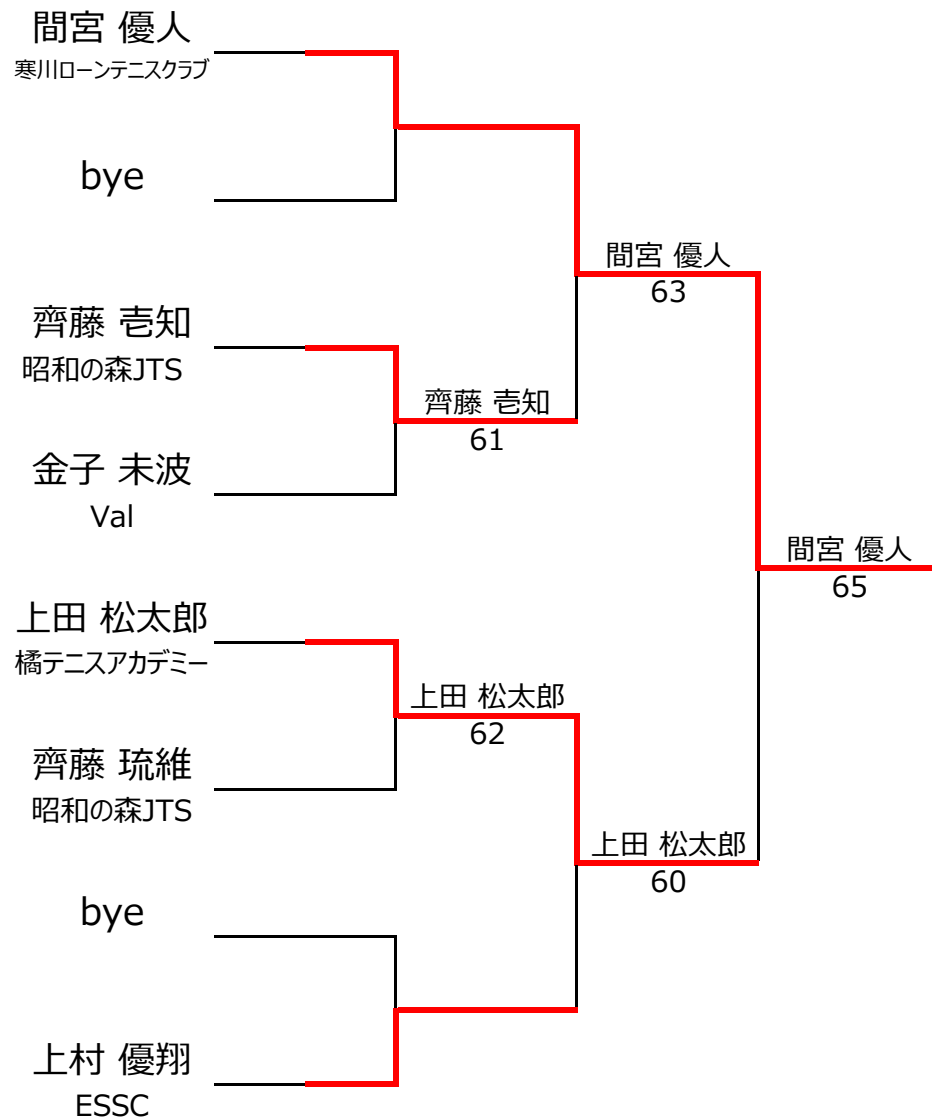 間宮 優人
寒川ローンテニスクラブ
bye
齊藤 壱知
昭和の森JTS
金子 未波
Val
上田 松太郎
橘テニスアカデミー
齊藤 琉維
昭和の森JTS
bye
上村 優翔
ESSC
齊藤 壱知
61
上田 松太郎
62
間宮 優人
63
上田 松太郎
60
間宮 優人
65